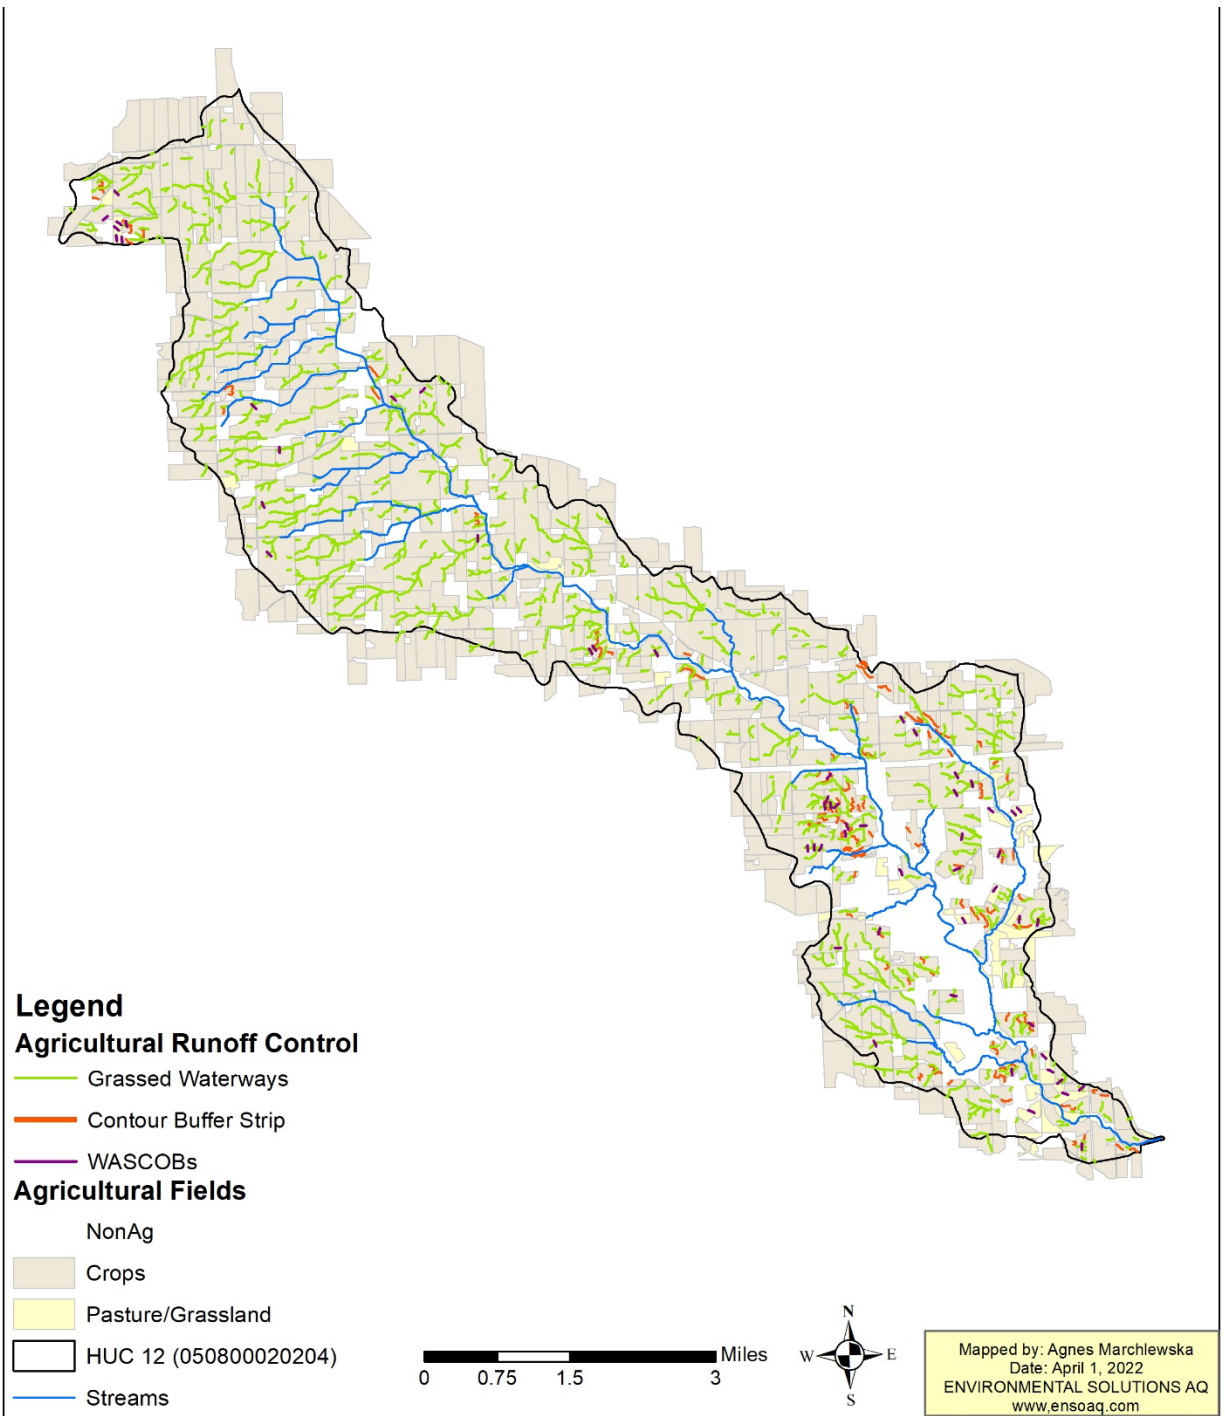 Legend
Agricultural Runoff Control
Grassed Waterways
Contour Buffer Strip
WASCOBs
Agricultural Fields
NonAg
Crops
Pasture/Grassland
HUC 12 (050800020204)
Streams
Miles
0 0.75 1.5 3
N
W E
S
Mapped by: Agnes Marchlewska
Date: April 1, 2022
ENVIRONMENTAL SOLUTIONS AQ
www,ensoaq.com